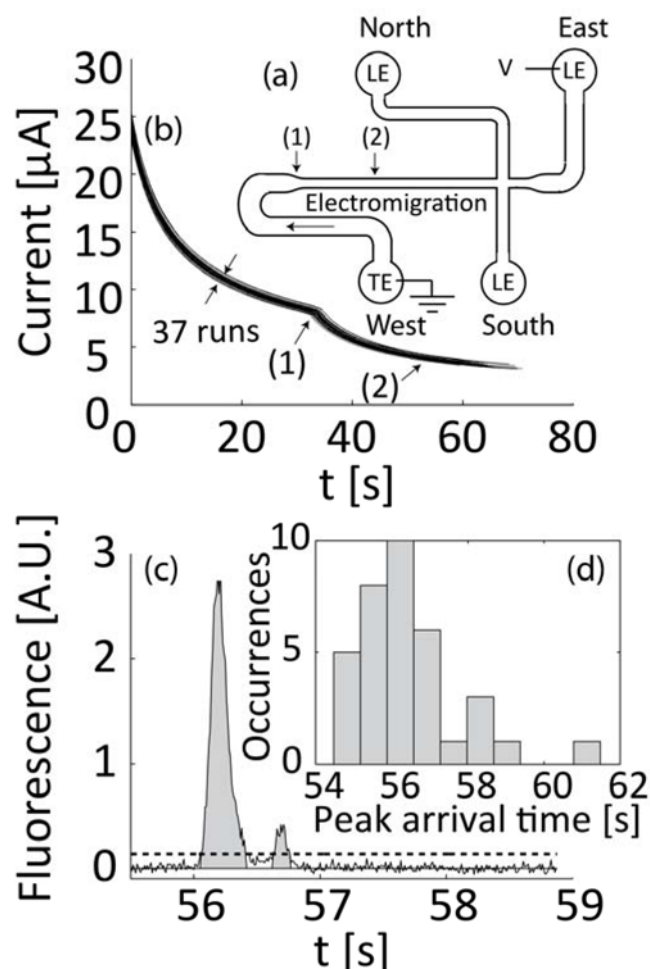 North
East
30
(a)
LE
V
LE
25
(b)
(1)
(2)
20
15
Electromigration
10
TE
LE
37 runs
West
South
5
(1)
(2)
0
0
20
40
60
80
Current [µA]
t [s]
3
(c)
10
(d)
2
5
1
0
54
56
58
60
62
Occurrences
Peak arrival time [s]
0
56
57
58
59
Fluorescence [A.U.]
t [s]